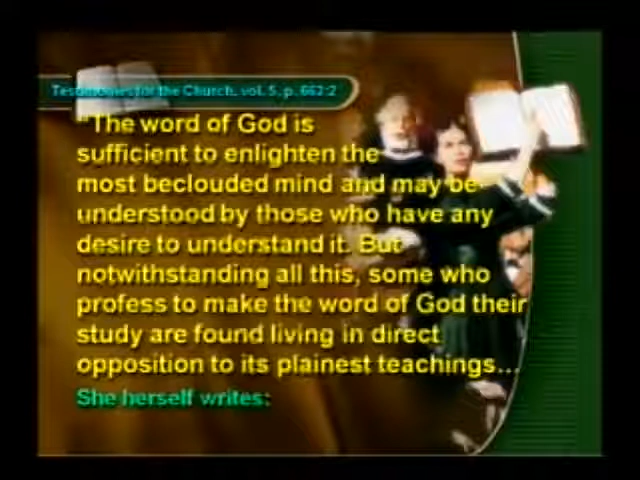 Testimonies for the Church, vol. 5, p. 662:2
"The word of God is
sufficient to enlighten the
most beclouded mind and may be
understood by those who have any
desire to understand it. But
notwithstanding all this, some who
profess to make the word of God their
study are found living in direct
opposition to its plainest teachings...
She herself writes: